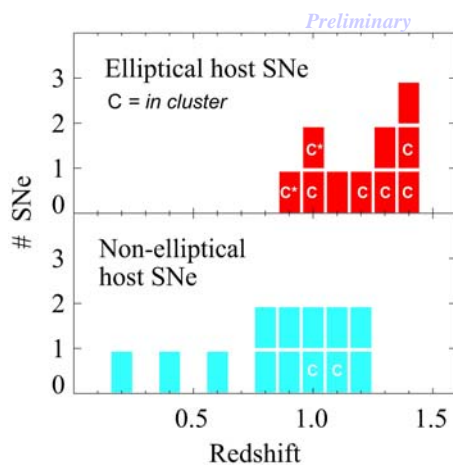 Preliminary
Elliptical host SNe
C = in cluster
3
2
1
0
C*
C*
C
C
C
C
C
# SNe
Non-elliptical
host SNe
3
2
1
0
C
C
0.5
1.0
1.5
Redshift